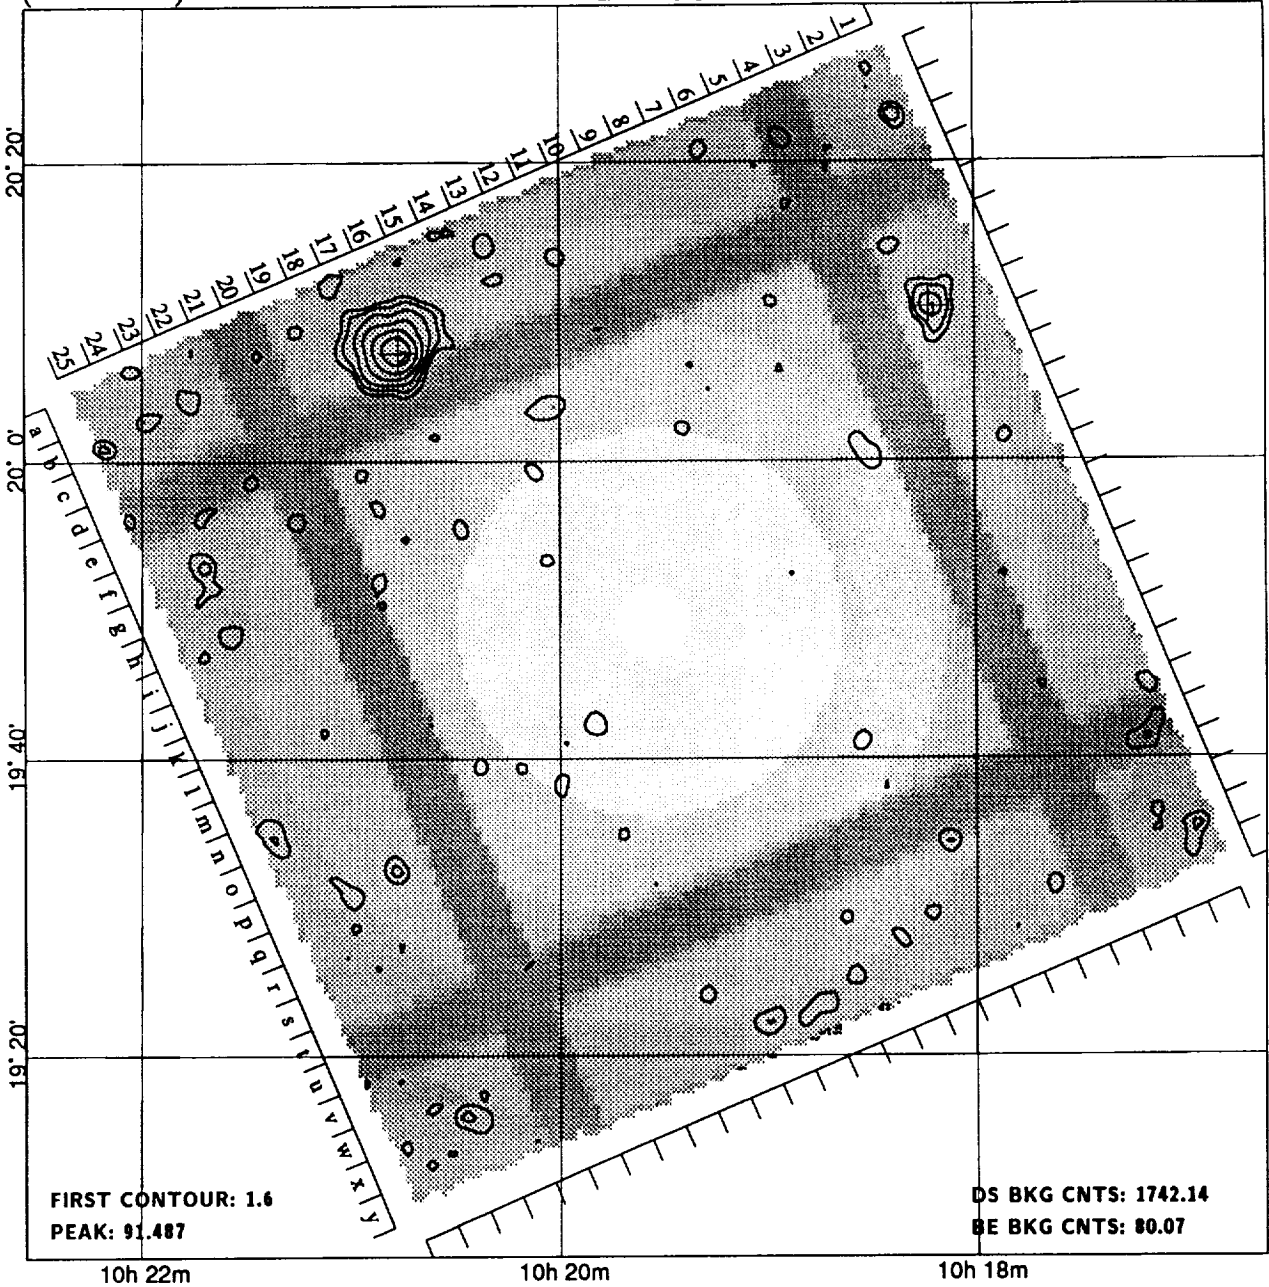 1 2 3 4 5 6 7 8 9 10 11 12 13 14 15 16 17 18 19 20 21 22 23 24 25
20° 20'
20° 0'
19° 40'
19° 20'
a b c d e f g h i j k l m n o p q r s t u v w x y
FIRST CONTOUR: 1.6
PEAK: 91.487
DS BKG CNTS: 1742.14
BE BKG CNTS: 80.07
10h 22m
10h 20m
10h 18m